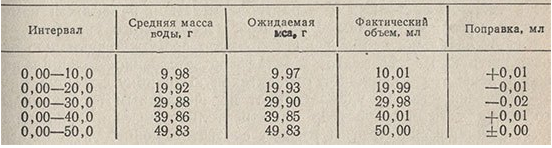 Интервал | Средняя масса воды, г | Ожидаемая мса, г | Фактический объем, мл | Поправка, мл
0,00—10,0 | 9,98 | 9,97 | 10,01 | +0,01
0,00—20,0 | 19,92 | 19,93 | 19,99 | —0,01
0,00—30,0 | 29,88 | 29,90 | 29,98 | —0,02
0,00—40,0 | 39,86 | 39,85 | 40,01 | +0,01
0,00—50,0 | 49,83 | 49,83 | 50,00 | ±0,00